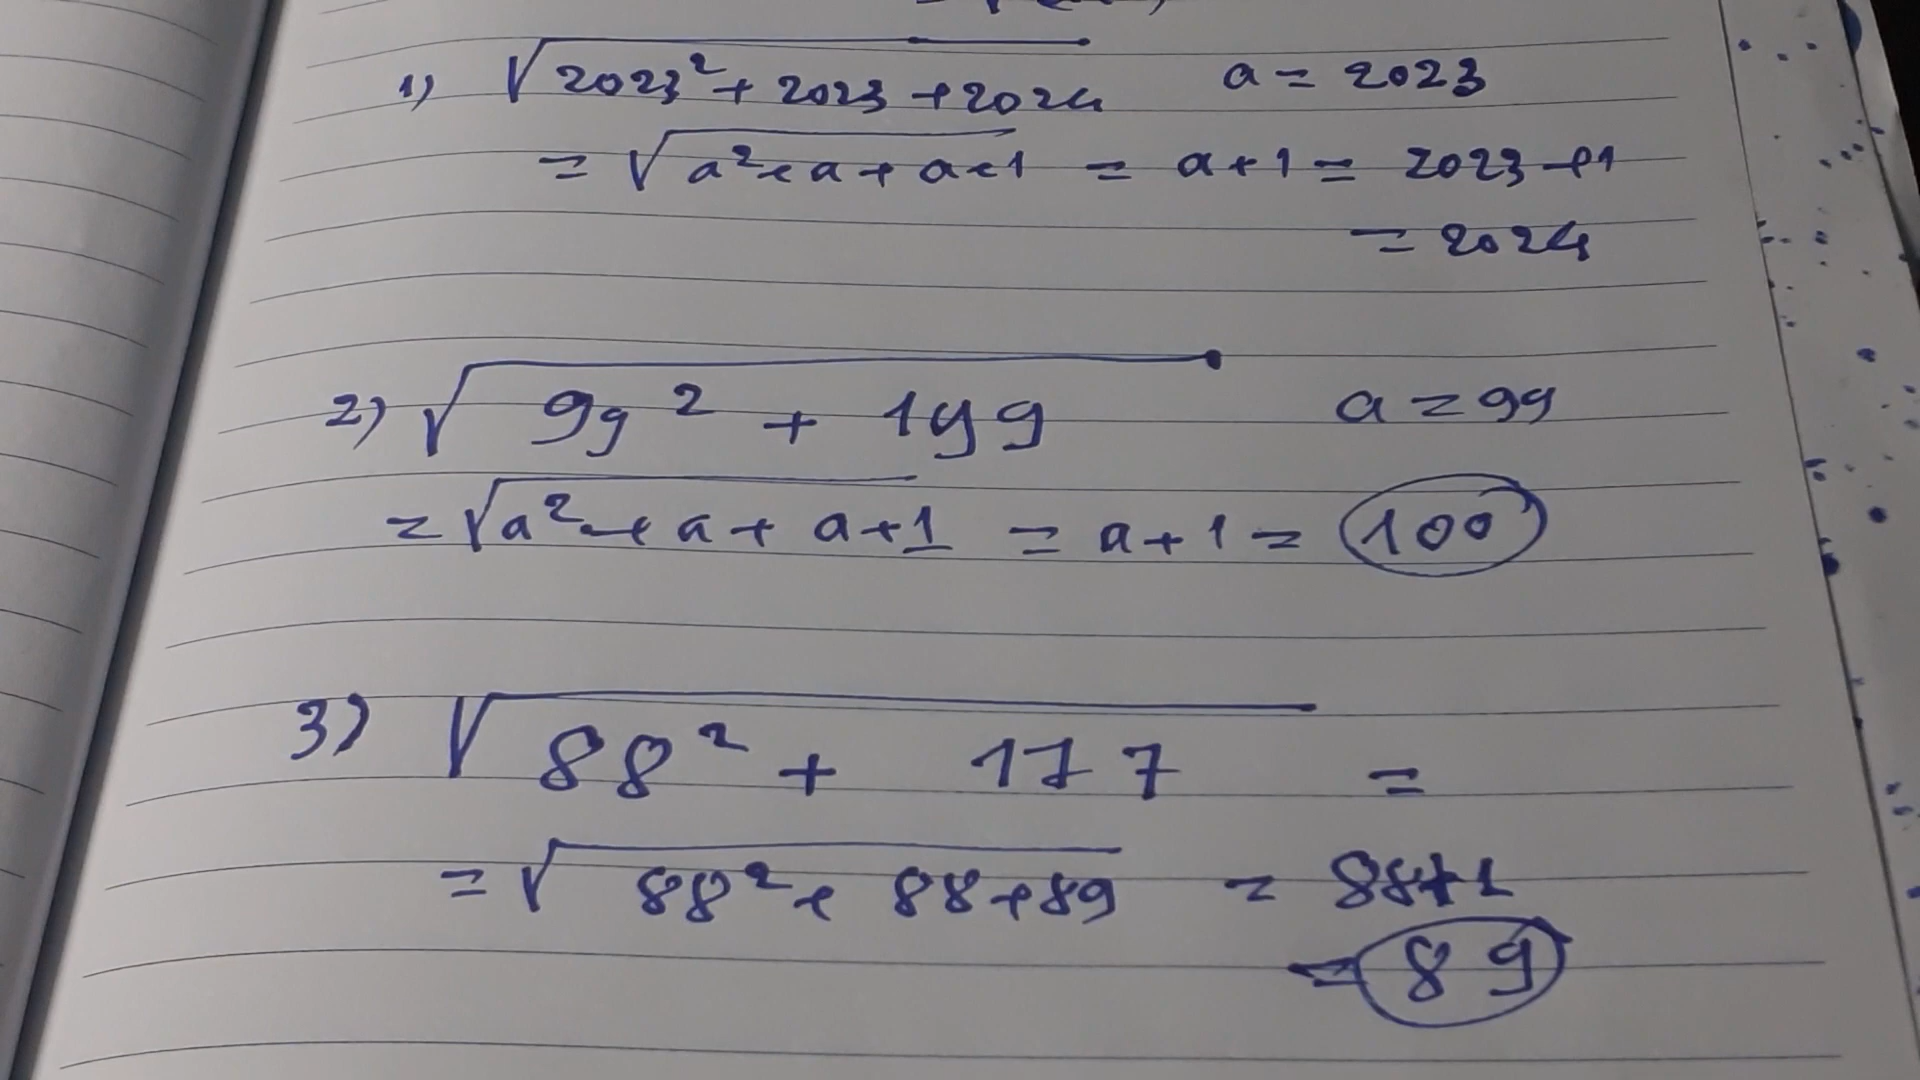 1) √2023² + 2023 + 2024 a = 2023
= √a² + a + a + 1 = a + 1 = 2023 + 1
= 2024
2) √99² + 199 a = 99
= √a² + a + a + 1 = a + 1 = 100
3) √88² + 177 =
= √88² + 88 + 89 = 88 + 1
= 89